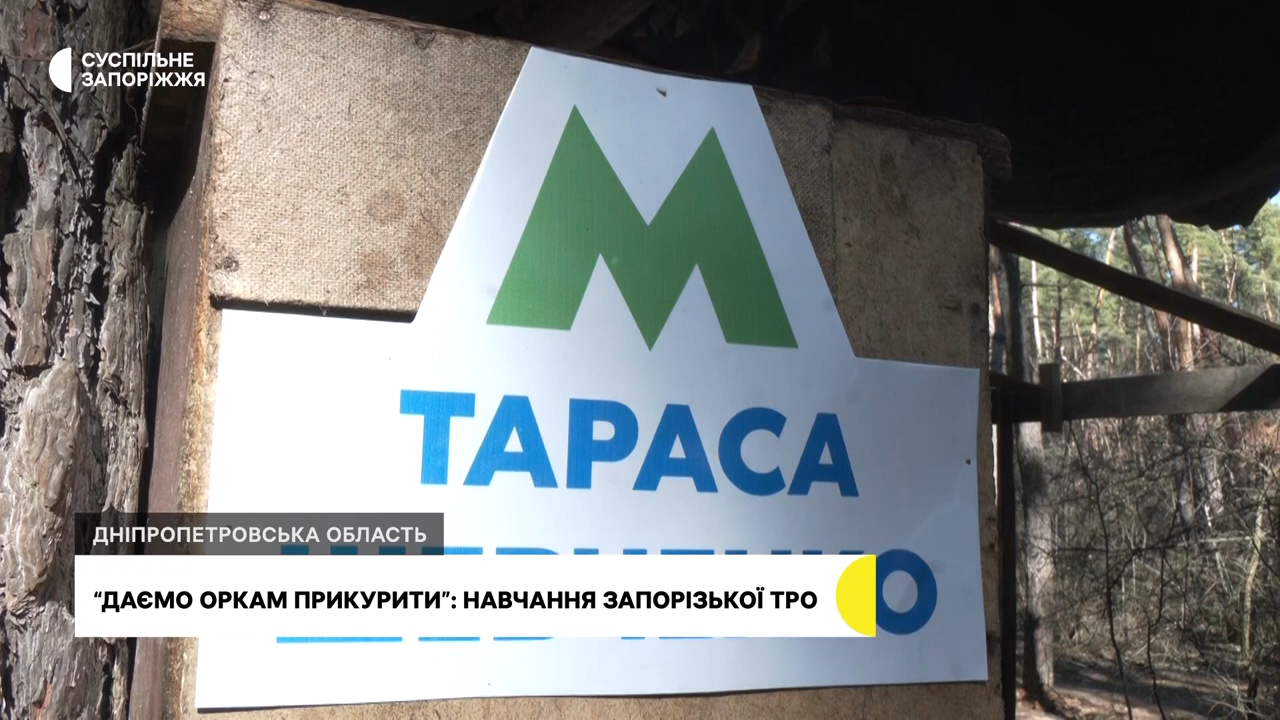 СУСПІЛЬНЕ
ЗАПОРІЖЖЯ
М
ТАРАСА
ДНІПРОПЕТРОВСЬКА ОБЛАСТЬ
“ДАЄМО ОРКАМ ПРИКУРИТИ”: НАВЧАННЯ ЗАПОРІЗЬКОЇ ТРО